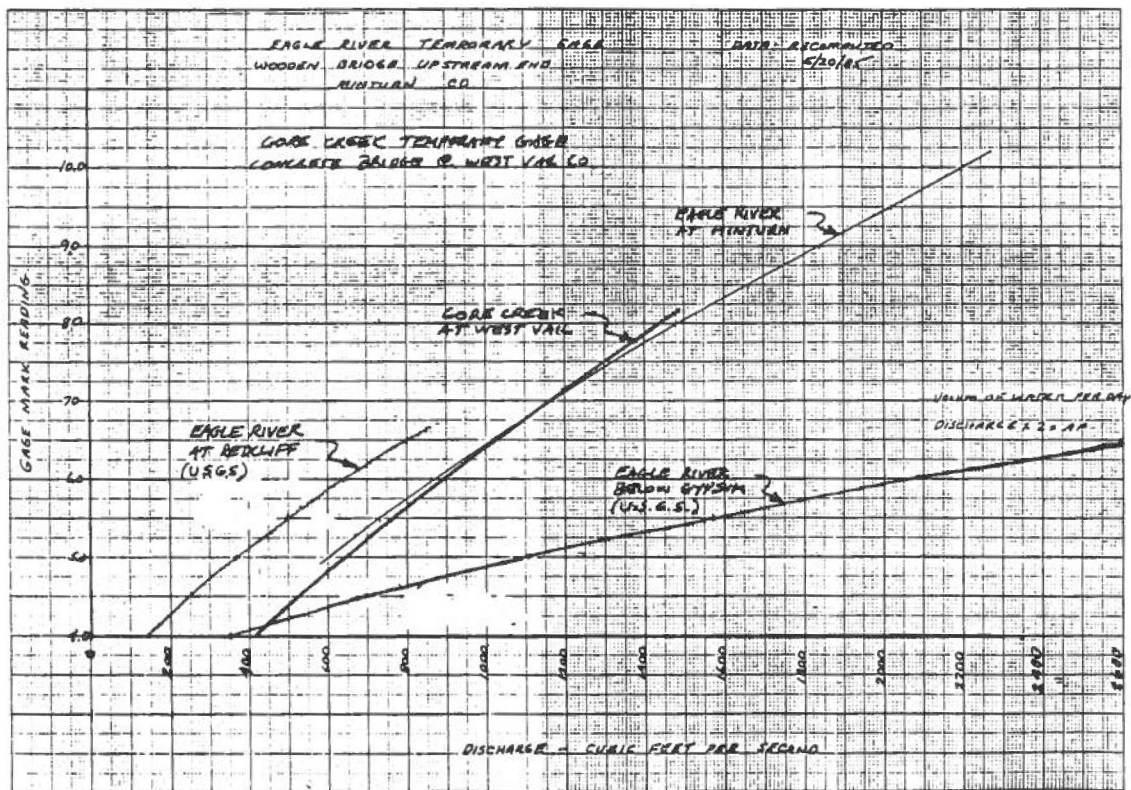 EAGLE RIVER TEMPORARY GAGE
WOODEN BRIDGE UPSTREAM END
MINTURN CO
DATA RECOMPUTED
5/20/85
GORE CREEK TEMPORARY GAGE
CONCRETE BRIDGE @ WEST VAIL CO.
10.0
9.0
8.0
7.0
6.0
5.0
4.0
GAGE MARK READING
EAGLE RIVER
AT MINTURN
GORE CREEK
AT WEST VAIL
EAGLE RIVER
AT REDCLIFF
(USGS)
VOLUM OF WATER PER DAY
DISCHARGE X 2 = AF
EAGLE RIVER
BELOW GYPSUM
(U.S.G.S.)
0
200
400
600
800
1000
1200
1400
1600
1800
2000
2200
2400
DISCHARGE - CUBIC FEET PER SECOND